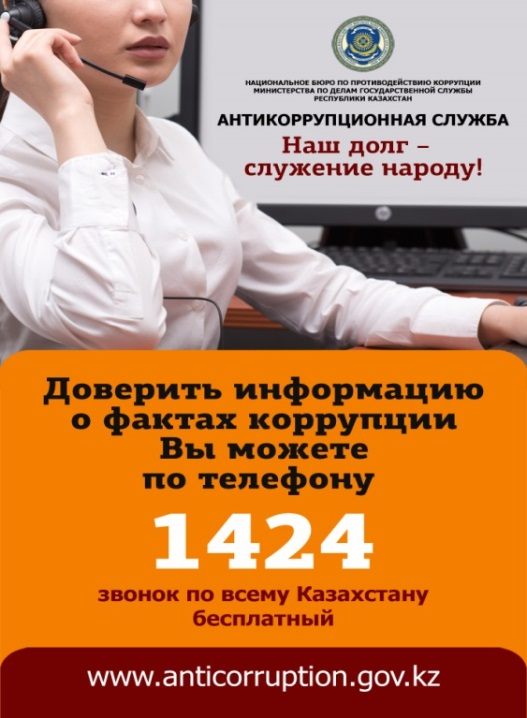 НАЦИОНАЛЬНОЕ БЮРО ПО ПРОТИВОДЕЙСТВИЮ КОРРУПЦИИ
МИНИСТЕРСТВА ПО ДЕЛАМ ГОСУДАРСТВЕННОЙ СЛУЖБЫ
РЕСПУБЛИКИ КАЗАХСТАН
АНТИКОРРУПЦИОННАЯ СЛУЖБА
Наш долг –
служение народу!
Доверить информацию
о фактах коррупции
Вы можете
по телефону
1424
звонок по всему Казахстану
бесплатный
www.anticorruption.gov.kz